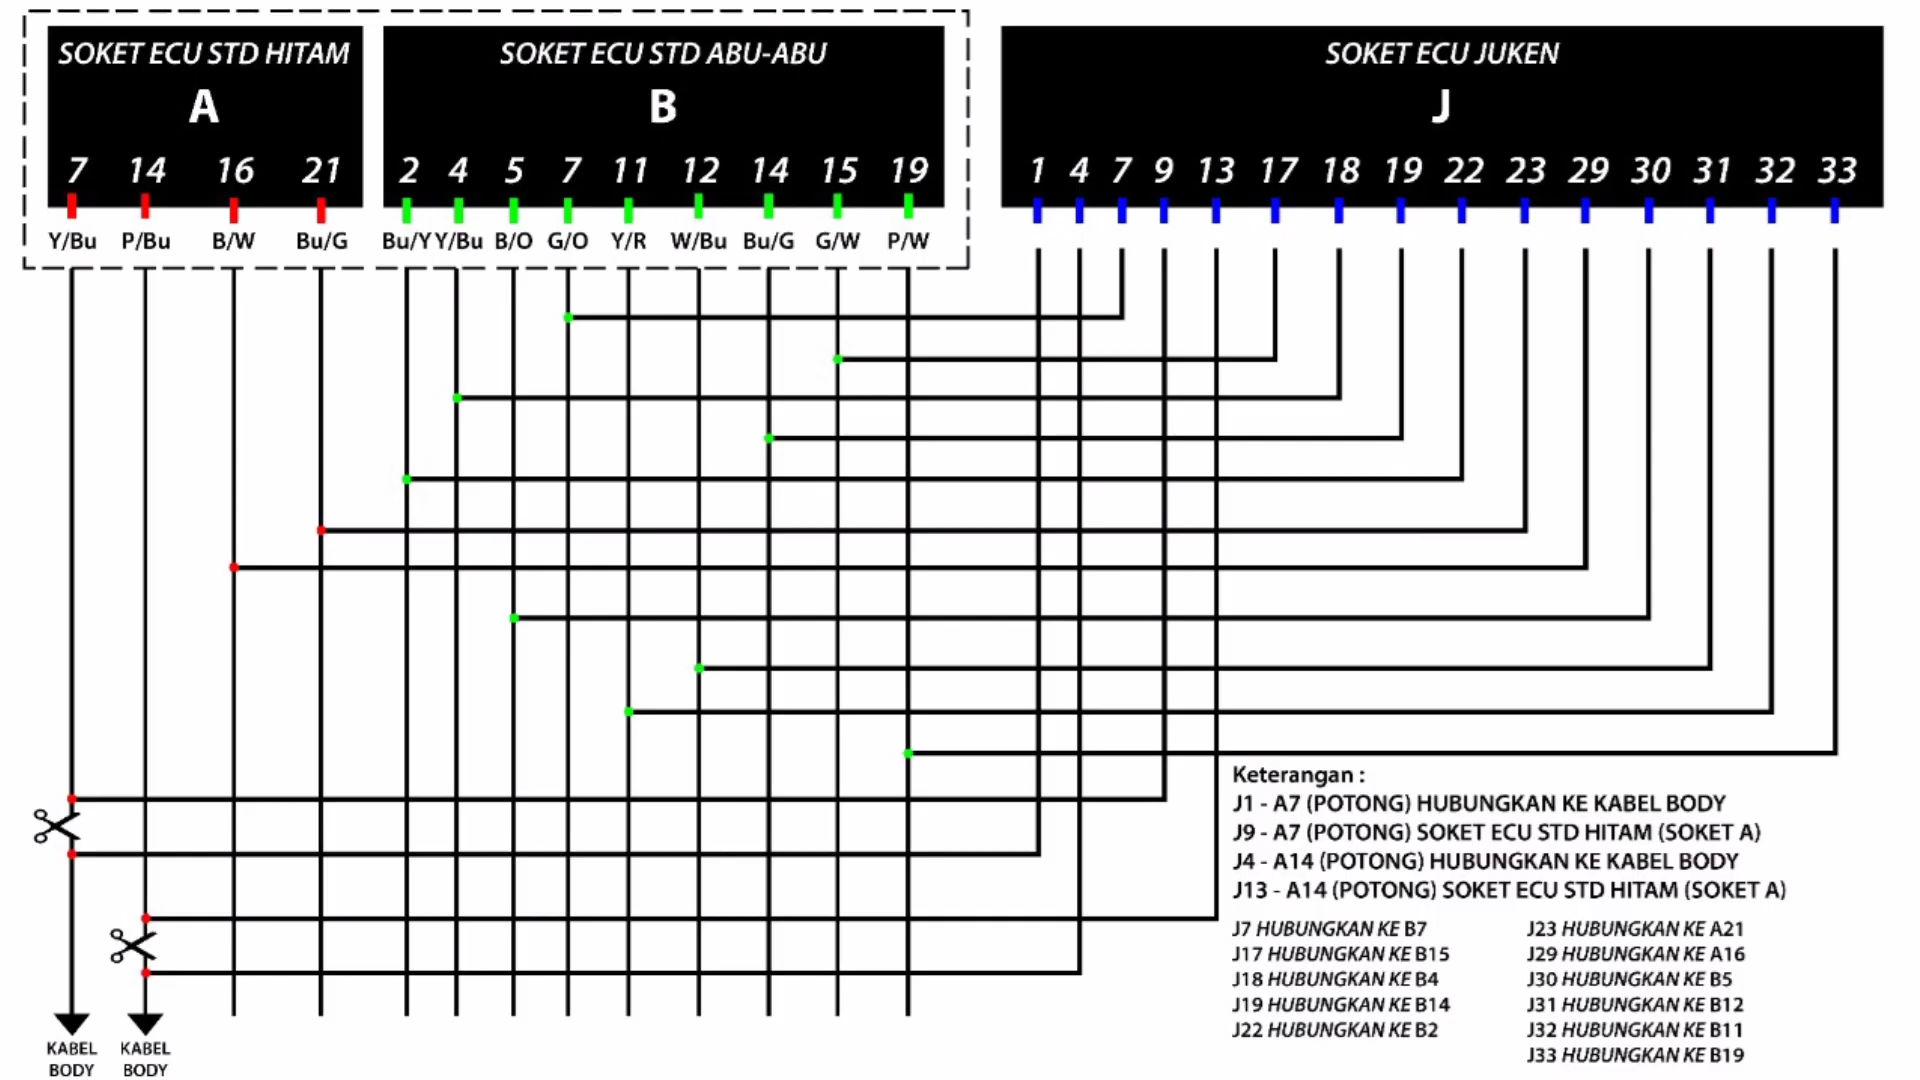 SOKET ECU STD HITAM
A
7 14 16 21
Y/Bu P/Bu B/W Bu/G
SOKET ECU STD ABU-ABU
B
2 4 5 7 11 12 14 15 19
Bu/Y Y/Bu B/O G/O Y/R W/Bu Bu/G G/W P/W
SOKET ECU JUKEN
J
1 4 7 9 13 17 18 19 22 23 29 30 31 32 33
Keterangan :
J1 - A7 (POTONG) HUBUNGKAN KE KABEL BODY
J9 - A7 (POTONG) SOKET ECU STD HITAM (SOKET A)
J4 - A14 (POTONG) HUBUNGKAN KE KABEL BODY
J13 - A14 (POTONG) SOKET ECU STD HITAM (SOKET A)
J7 HUBUNGKAN KE B7
J17 HUBUNGKAN KE B15
J18 HUBUNGKAN KE B4
J19 HUBUNGKAN KE B14
J22 HUBUNGKAN KE B2
J23 HUBUNGKAN KE A21
J29 HUBUNGKAN KE A16
J30 HUBUNGKAN KE B5
J31 HUBUNGKAN KE B12
J32 HUBUNGKAN KE B11
J33 HUBUNGKAN KE B19
KABEL
BODY
KABEL
BODY